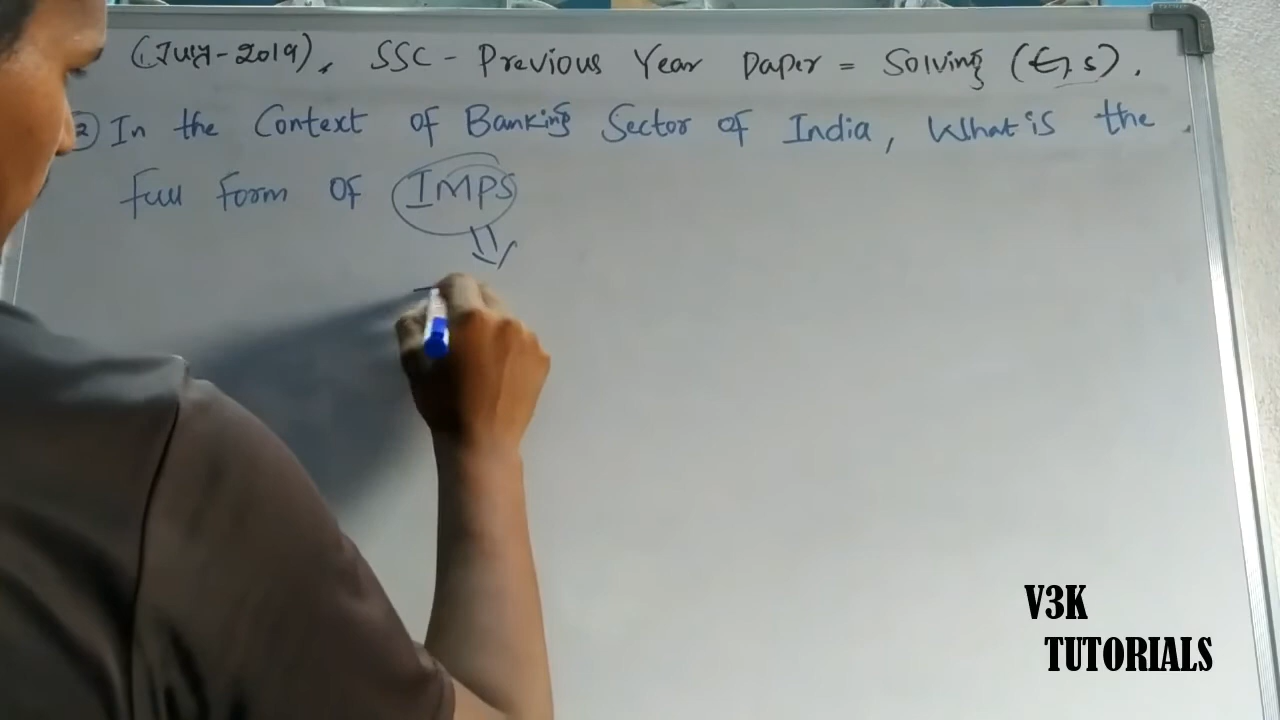 (July-2019), SSC - Previous Year Paper = Solving (G,s).
2) In the Context of Banking Sector of India, What is the
full form of IMPS
V3K
TUTORIALS